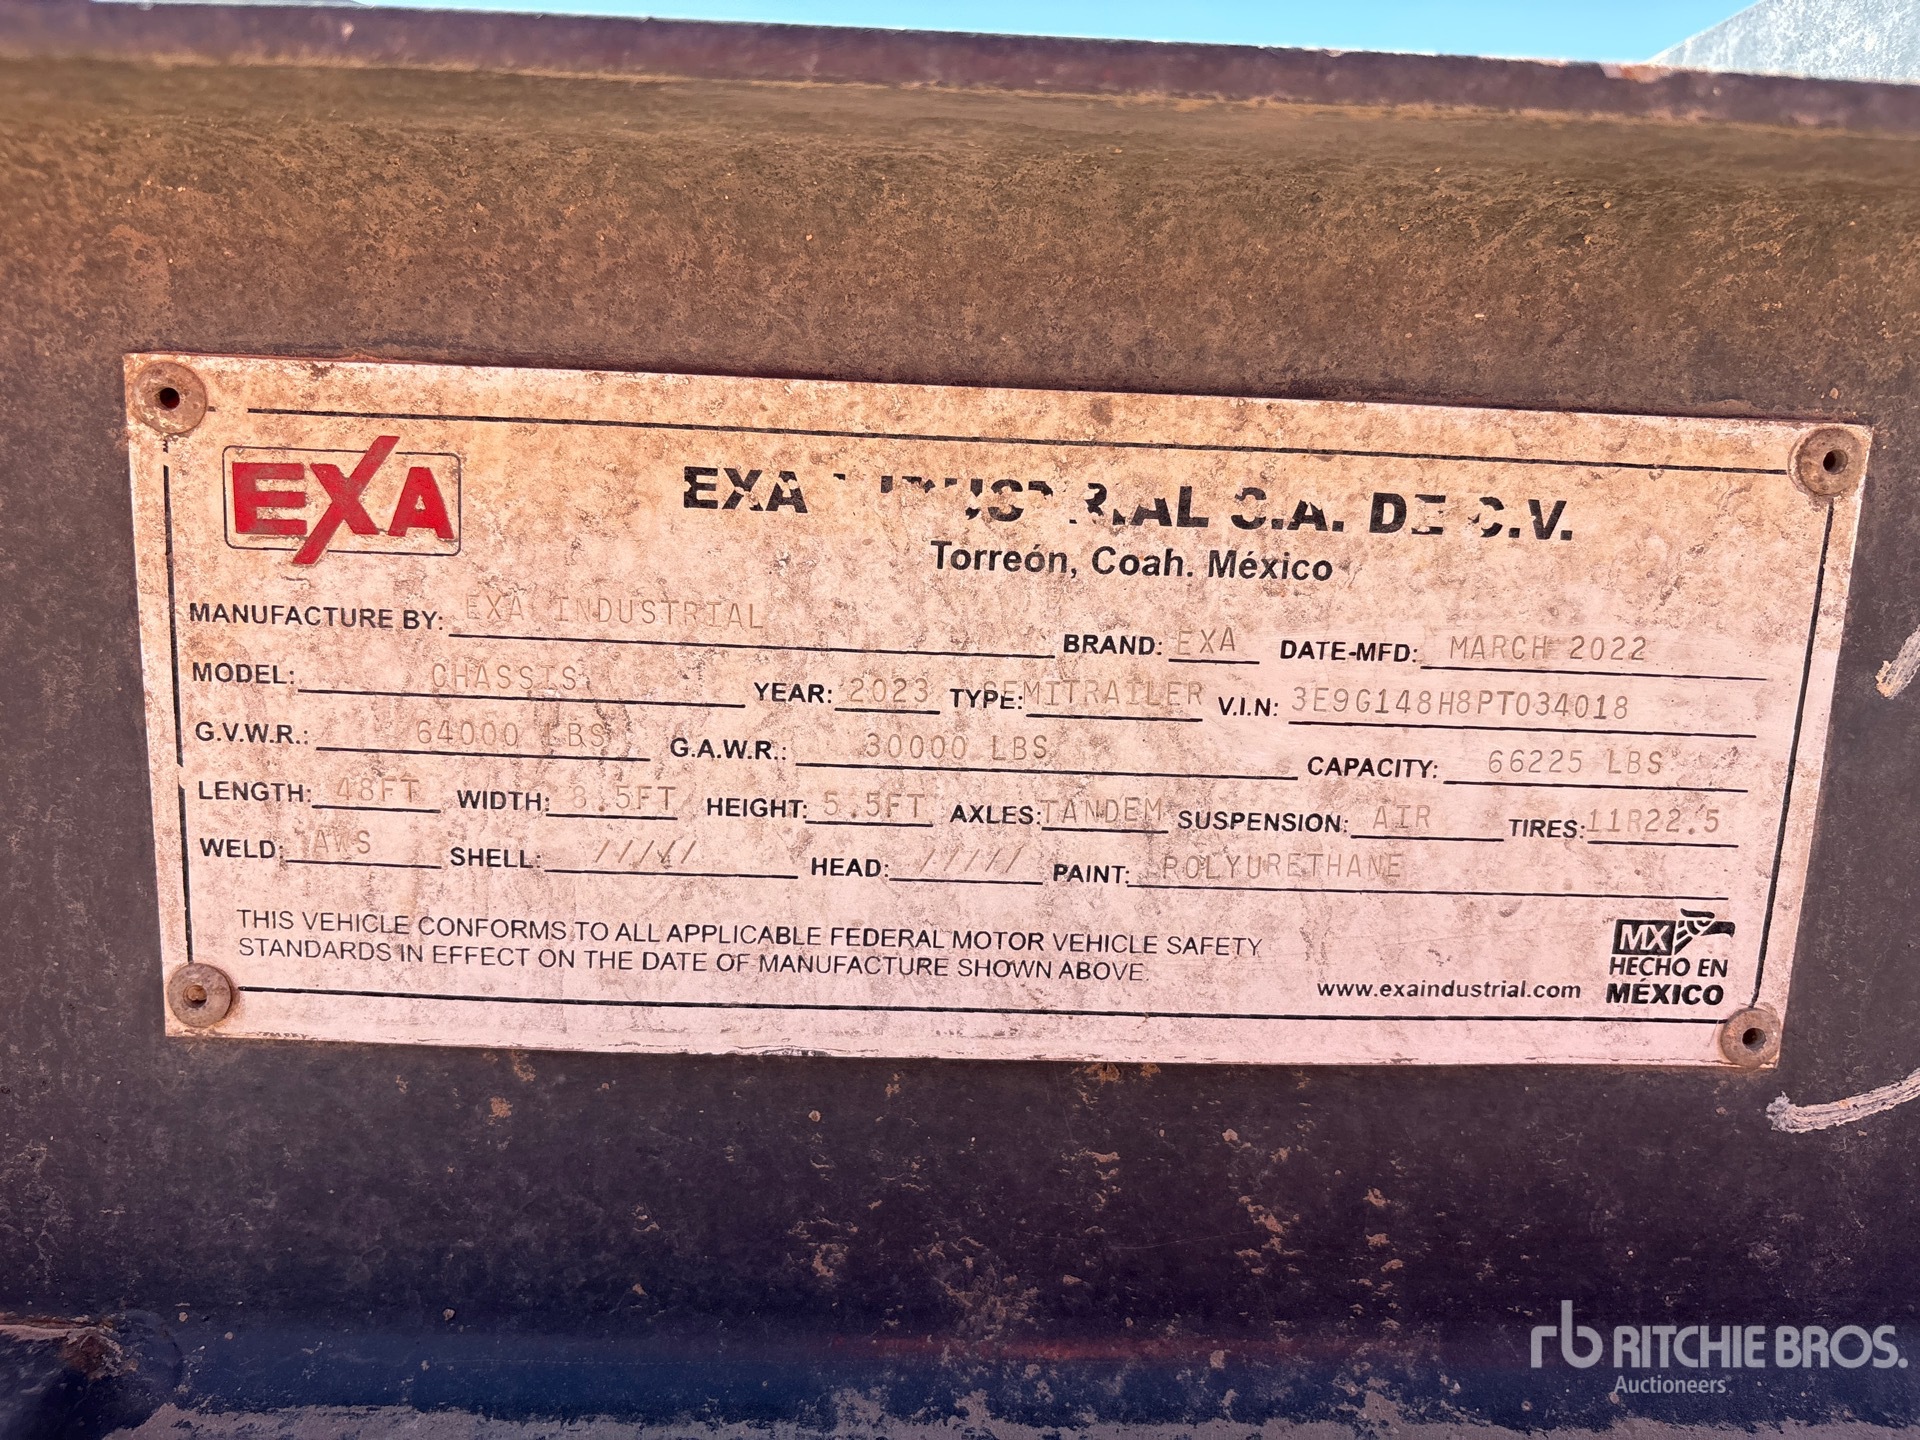 EXA
EXA INDUSTRIAL S.A. DE C.V.
Torreón, Coah. México
MANUFACTURE BY: EXA INDUSTRIAL BRAND: EXA DATE-MFD: MARCH 2022
MODEL: CHASSIS YEAR: 2023 TYPE: SEMITRAILER V.I.N: 3E9G148H8PT034018
G.V.W.R.: 64000 LBS G.A.W.R.: 30000 LBS CAPACITY: 66225 LBS
LENGTH: 48FT WIDTH: 8.5FT HEIGHT: 5.5FT AXLES: TANDEM SUSPENSION: AIR TIRES: 11R22.5
WELD: AWS SHELL: ///// HEAD: ///// PAINT: POLYURETHANE
THIS VEHICLE CONFORMS TO ALL APPLICABLE FEDERAL MOTOR VEHICLE SAFETY
STANDARDS IN EFFECT ON THE DATE OF MANUFACTURE SHOWN ABOVE.
www.exaindustrial.com
MX
HECHO EN
MÉXICO
rb RITCHIE BROS.
Auctioneers